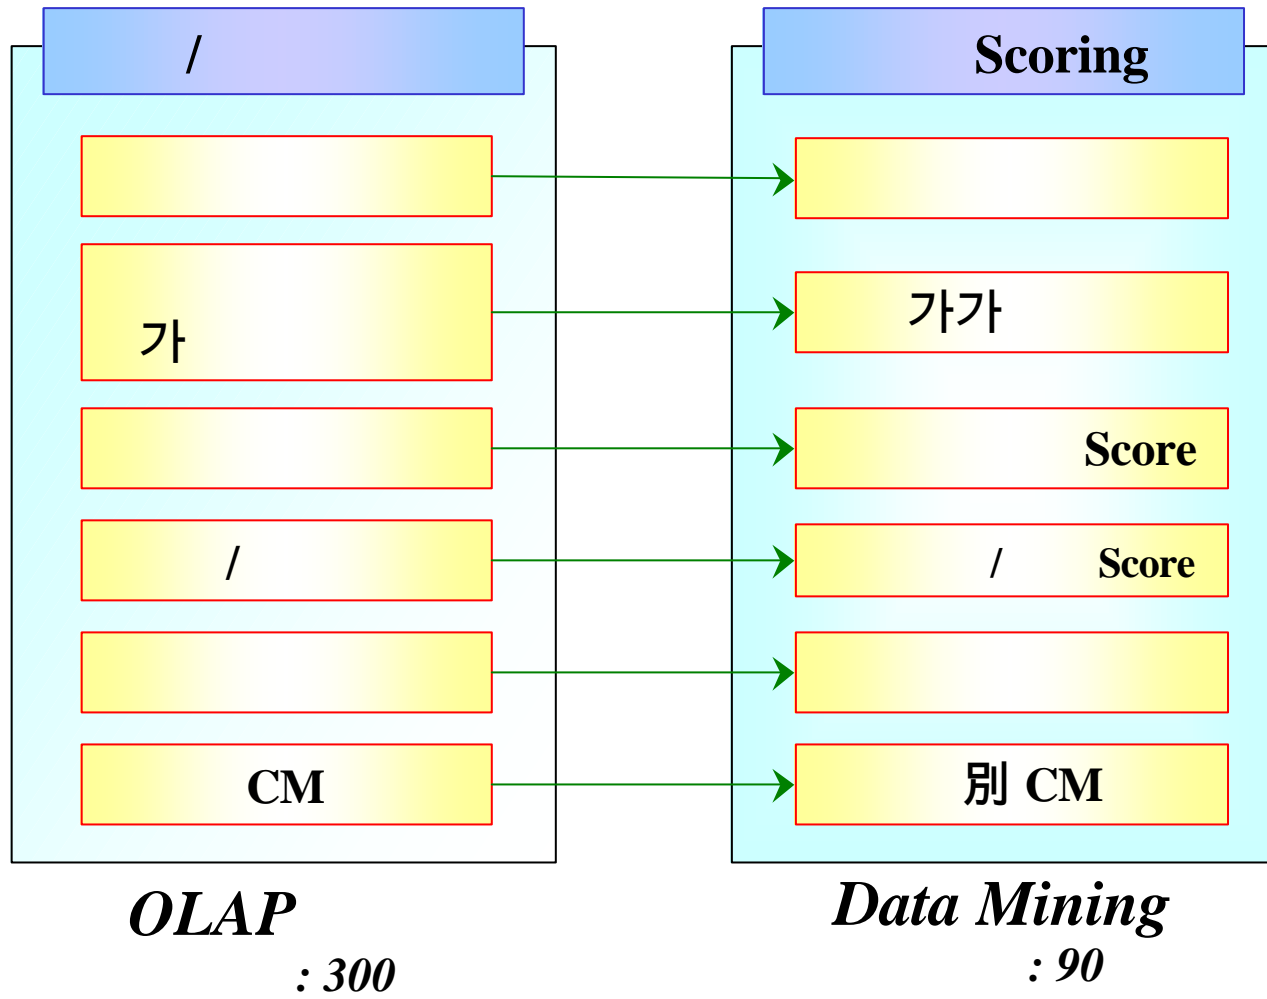 /
가
/
CM
OLAP
: 300
Scoring
가가
Score
/ Score
別 CM
Data Mining
: 90